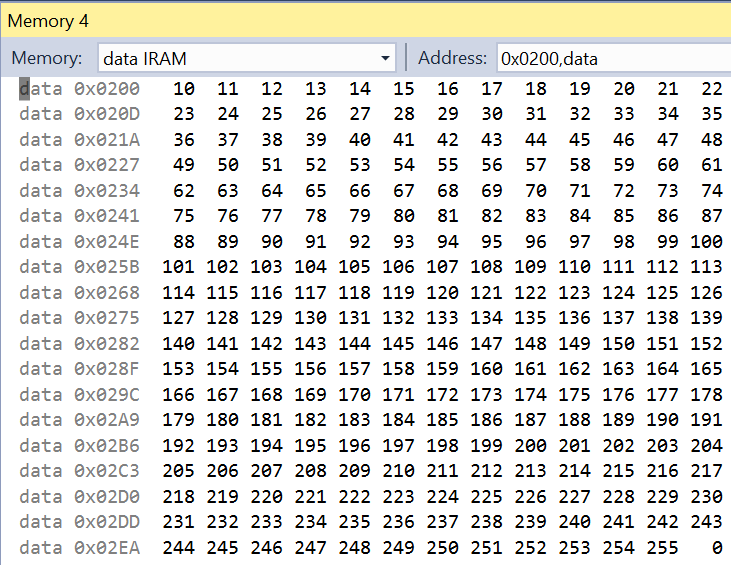 Memory 4
Memory: data IRAM Address: 0x0200,data
data 0x0200 10 11 12 13 14 15 16 17 18 19 20 21 22
data 0x020D 23 24 25 26 27 28 29 30 31 32 33 34 35
data 0x021A 36 37 38 39 40 41 42 43 44 45 46 47 48
data 0x0227 49 50 51 52 53 54 55 56 57 58 59 60 61
data 0x0234 62 63 64 65 66 67 68 69 70 71 72 73 74
data 0x0241 75 76 77 78 79 80 81 82 83 84 85 86 87
data 0x024E 88 89 90 91 92 93 94 95 96 97 98 99 100
data 0x025B 101 102 103 104 105 106 107 108 109 110 111 112 113
data 0x0268 114 115 116 117 118 119 120 121 122 123 124 125 126
data 0x0275 127 128 129 130 131 132 133 134 135 136 137 138 139
data 0x0282 140 141 142 143 144 145 146 147 148 149 150 151 152
data 0x028F 153 154 155 156 157 158 159 160 161 162 163 164 165
data 0x029C 166 167 168 169 170 171 172 173 174 175 176 177 178
data 0x02A9 179 180 181 182 183 184 185 186 187 188 189 190 191
data 0x02B6 192 193 194 195 196 197 198 199 200 201 202 203 204
data 0x02C3 205 206 207 208 209 210 211 212 213 214 215 216 217
data 0x02D0 218 219 220 221 222 223 224 225 226 227 228 229 230
data 0x02DD 231 232 233 234 235 236 237 238 239 240 241 242 243
data 0x02EA 244 245 246 247 248 249 250 251 252 253 254 255 0